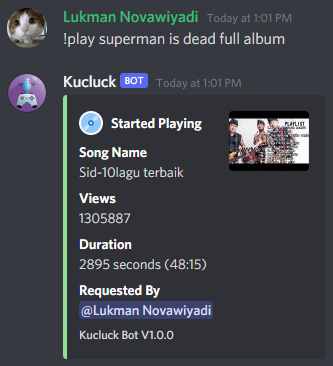 Lukman Novawiyadi Today at 1:01 PM
!play superman is dead full album
Kucluck BOT Today at 1:01 PM
Started Playing
PLAYLIST
Song Name
Sid-10lagu terbaik
Views
1305887
Duration
2895 seconds (48:15)
Requested By
@Lukman Novawiyadi
Kucluck Bot V1.0.0